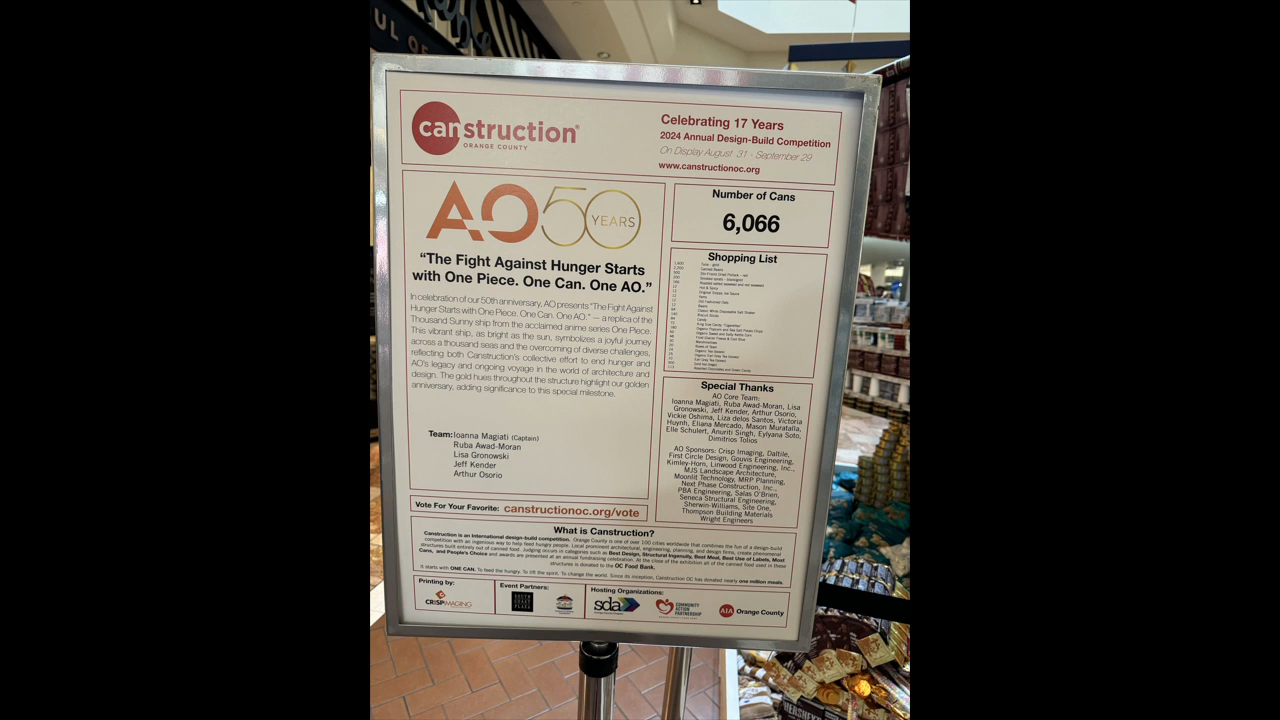 UL OF
canstruction®
ORANGE COUNTY
Celebrating 17 Years
2024 Annual Design-Build Competition
On Display August 31 - September 29
www.canstructionoc.org
AO50
YEARS
"The Fight Against Hunger Starts
with One Piece. One Can. One AO."
In celebration of our 50th anniversary, AO presents "The Fight Against
Hunger Starts with One Piece. One Can. One AO." — a replica of the
Thousand Sunny ship from the acclaimed anime series One Piece.
This vibrant ship, as bright as the sun, symbolizes a joyful journey
across a thousand seas and the overcoming of diverse challenges,
reflecting both Canstruction's collective effort to end hunger and
AO's legacy and ongoing voyage in the world of architecture and
design. The gold hues throughout the structure highlight our golden
anniversary, adding significance to this special milestone.
Team: Ioanna Magiati (Captain)
Ruba Awad-Moran
Lisa Gronowski
Jeff Kender
Arthur Osorio
Vote For Your Favorite: canstructionoc.org/vote
Number of Cans
6,066
Shopping List
Special Thanks
AO Core Team:
Ioanna Magiati, Ruba Awad-Moran, Lisa
Gronowski, Jeff Kender, Arthur Osorio,
Vickie Oshima, Liza delos Santos, Victoria
Huynh, Eliana Mercado, Mason Muratalla,
Elle Schulert, Anuriti Singh, Eylyana Soto,
Dimitrios Tolios
AO Sponsors: Crisp Imaging, Daltile,
First Circle Design, Gouvis Engineering,
Kimley-Horn, Linwood Engineering, Inc.,
MJS Landscape Architecture,
Moonlit Technology, MRP Planning,
Next Phase Construction, Inc.,
PBA Engineering, Salas O'Brien,
Seneca Structural Engineering,
Sherwin-Williams, Site One,
Thompson Building Materials
Wright Engineers
What is Canstruction?
Canstruction is an international design-build competition. Orange County is one of over 100 cities worldwide that combines the fun of a design-build
competition with an ingenious way to help feed hungry people. Local prominent architectural, engineering, planning, and design firms, create phenomenal
structures built entirely out of canned food. Judging occurs in categories such as Best Design, Structural Ingenuity, Best Meal, Best Use of Labels, Most
Cans, and People's Choice and awards are presented at an annual fundraising celebration. At the close of the exhibition all of the canned food used in these
structures is donated to the OC Food Bank.
It starts with ONE CAN. To feed the hungry. To lift the spirit. To change the world. Since its inception, Canstruction OC has donated nearly one million meals.
Printing by:
CRISPIMAGING
Event Partners:
SOUTH
COAST
PLAZA
Hosting Organizations:
sda
COMMUNITY
ACTION
PARTNERSHIP
AIA Orange County
HERSHEY'S